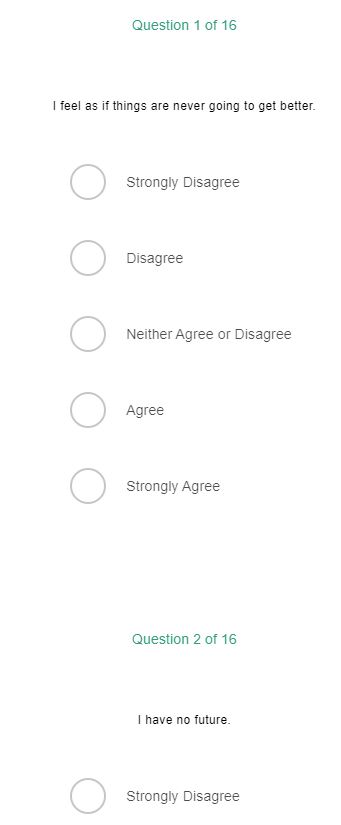 Question 1 of 16
I feel as if things are never going to get better.
Strongly Disagree
Disagree
Neither Agree or Disagree
Agree
Strongly Agree
Question 2 of 16
I have no future.
Strongly Disagree